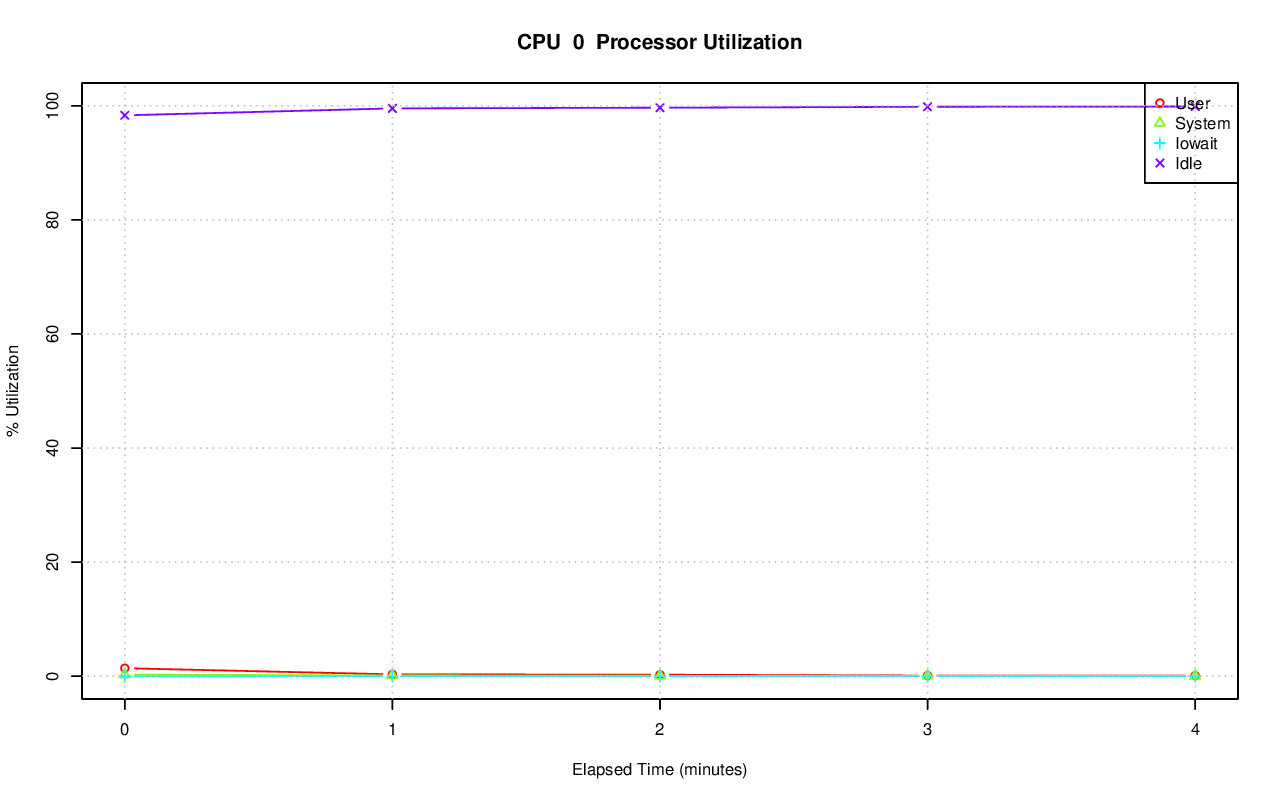 CPU  0  Processor Utilization
100
80
60
40
20
0
% Utilization
User
System
Iowait
Idle
0 1 2 3 4
Elapsed Time (minutes)